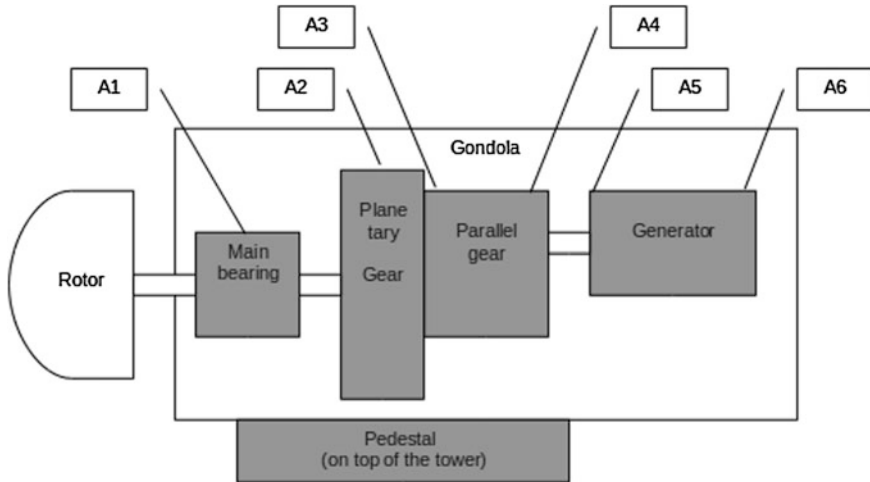 A3
A4
A1
A2
A5
A6
Gondola
Plane
tary
Gear
Parallel
gear
Generator
Main
bearing
Rotor
Pedestal
(on top of the tower)